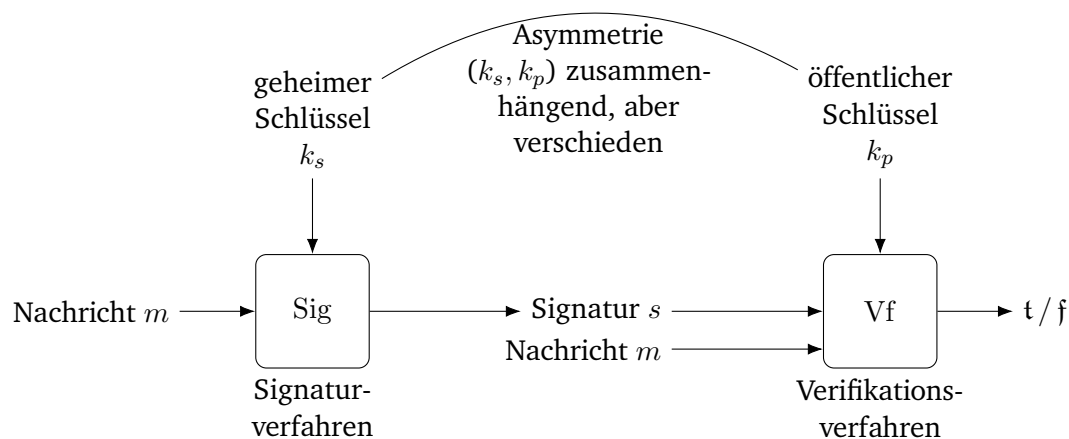 Asymmetrie
(k_s, k_p) zusammen-
hängend, aber
verschieden
geheimer
Schlüssel
k_s
öffentlicher
Schlüssel
k_p
Nachricht m
Sig
Signatur-
verfahren
Signatur s
Nachricht m
Vf
Verifikations-
verfahren
𝔱 / 𝔣